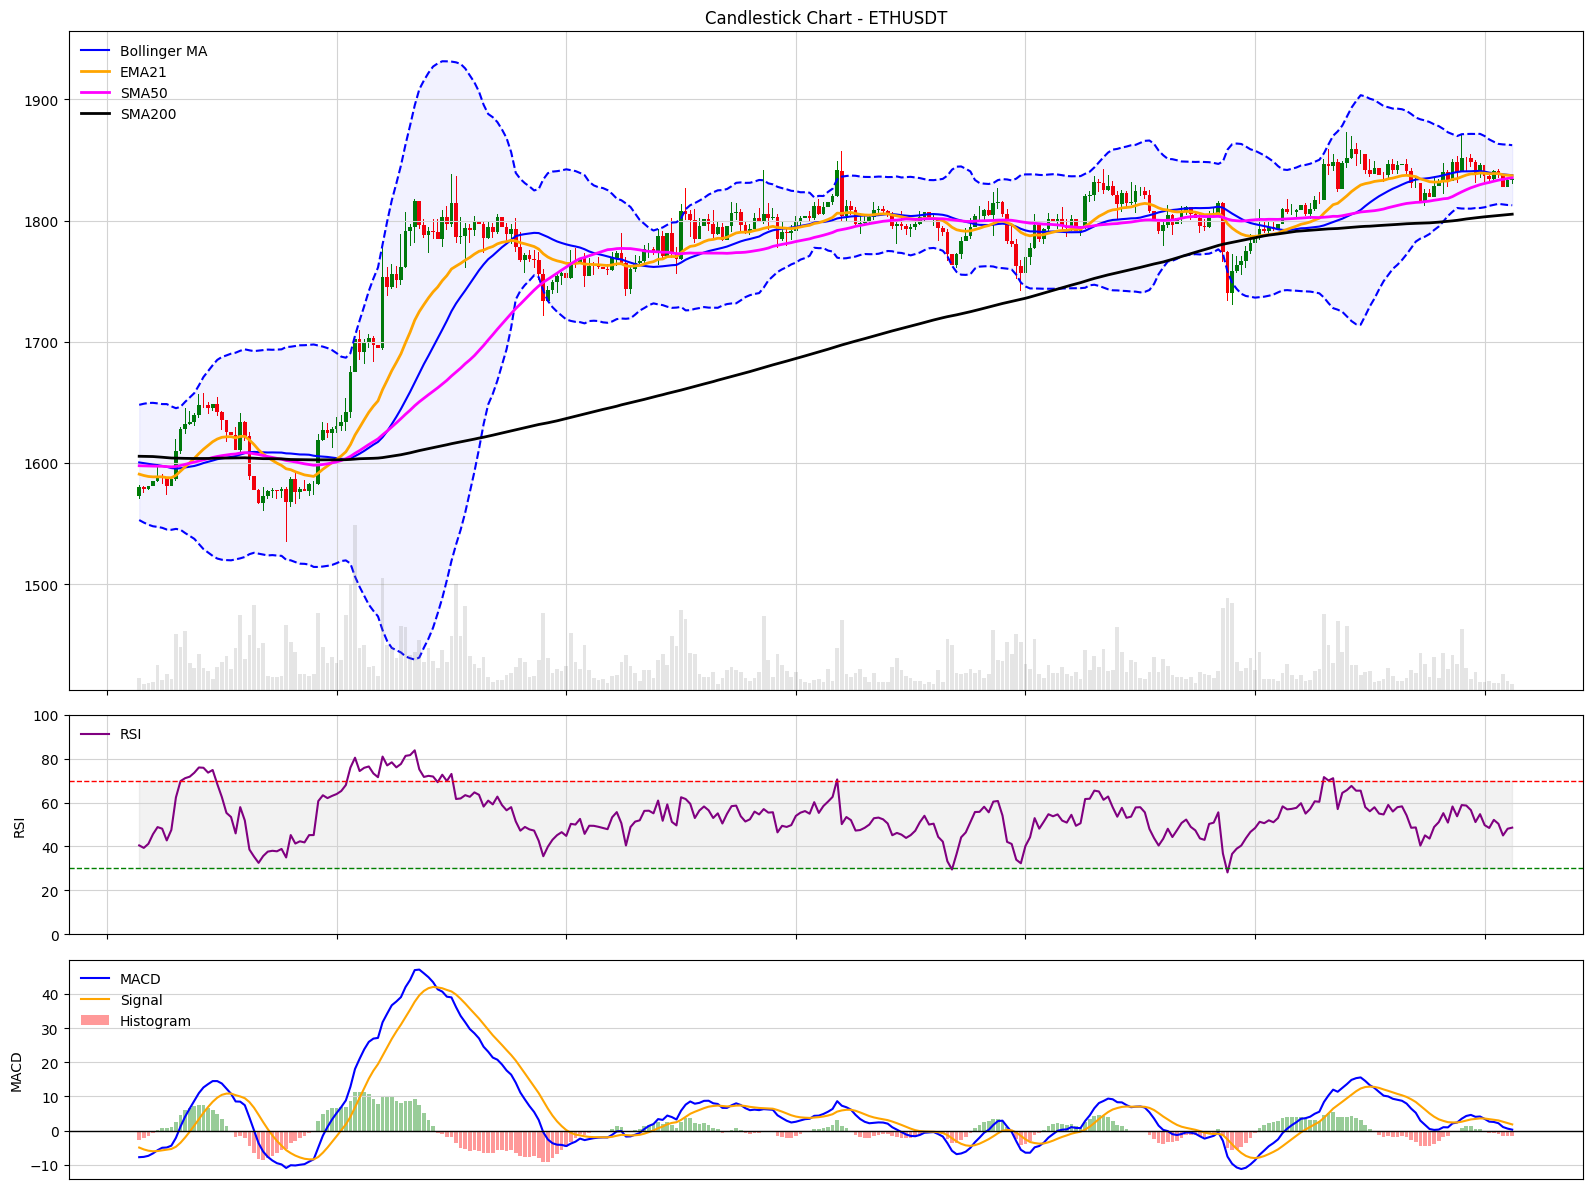 Candlestick Chart - ETHUSDT
Bollinger MA
EMA21
SMA50
SMA200
1900
1800
1700
1600
1500
RSI
100
80
60
40
20
0
RSI
MACD
Signal
Histogram
40
30
20
10
0
−10
MACD